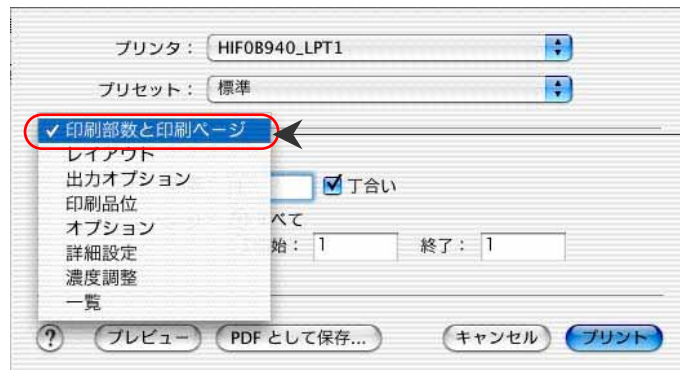 プリンタ： HIF0B940_LPT1
プリセット： 標準
✓ 印刷部数と印刷ページ
レイアウト
出力オプション
丁合い
印刷品位
べて
オプション
始： 1 終了： 1
詳細設定
濃度調整
一覧
? プレビュー PDF として保存... キャンセル プリント